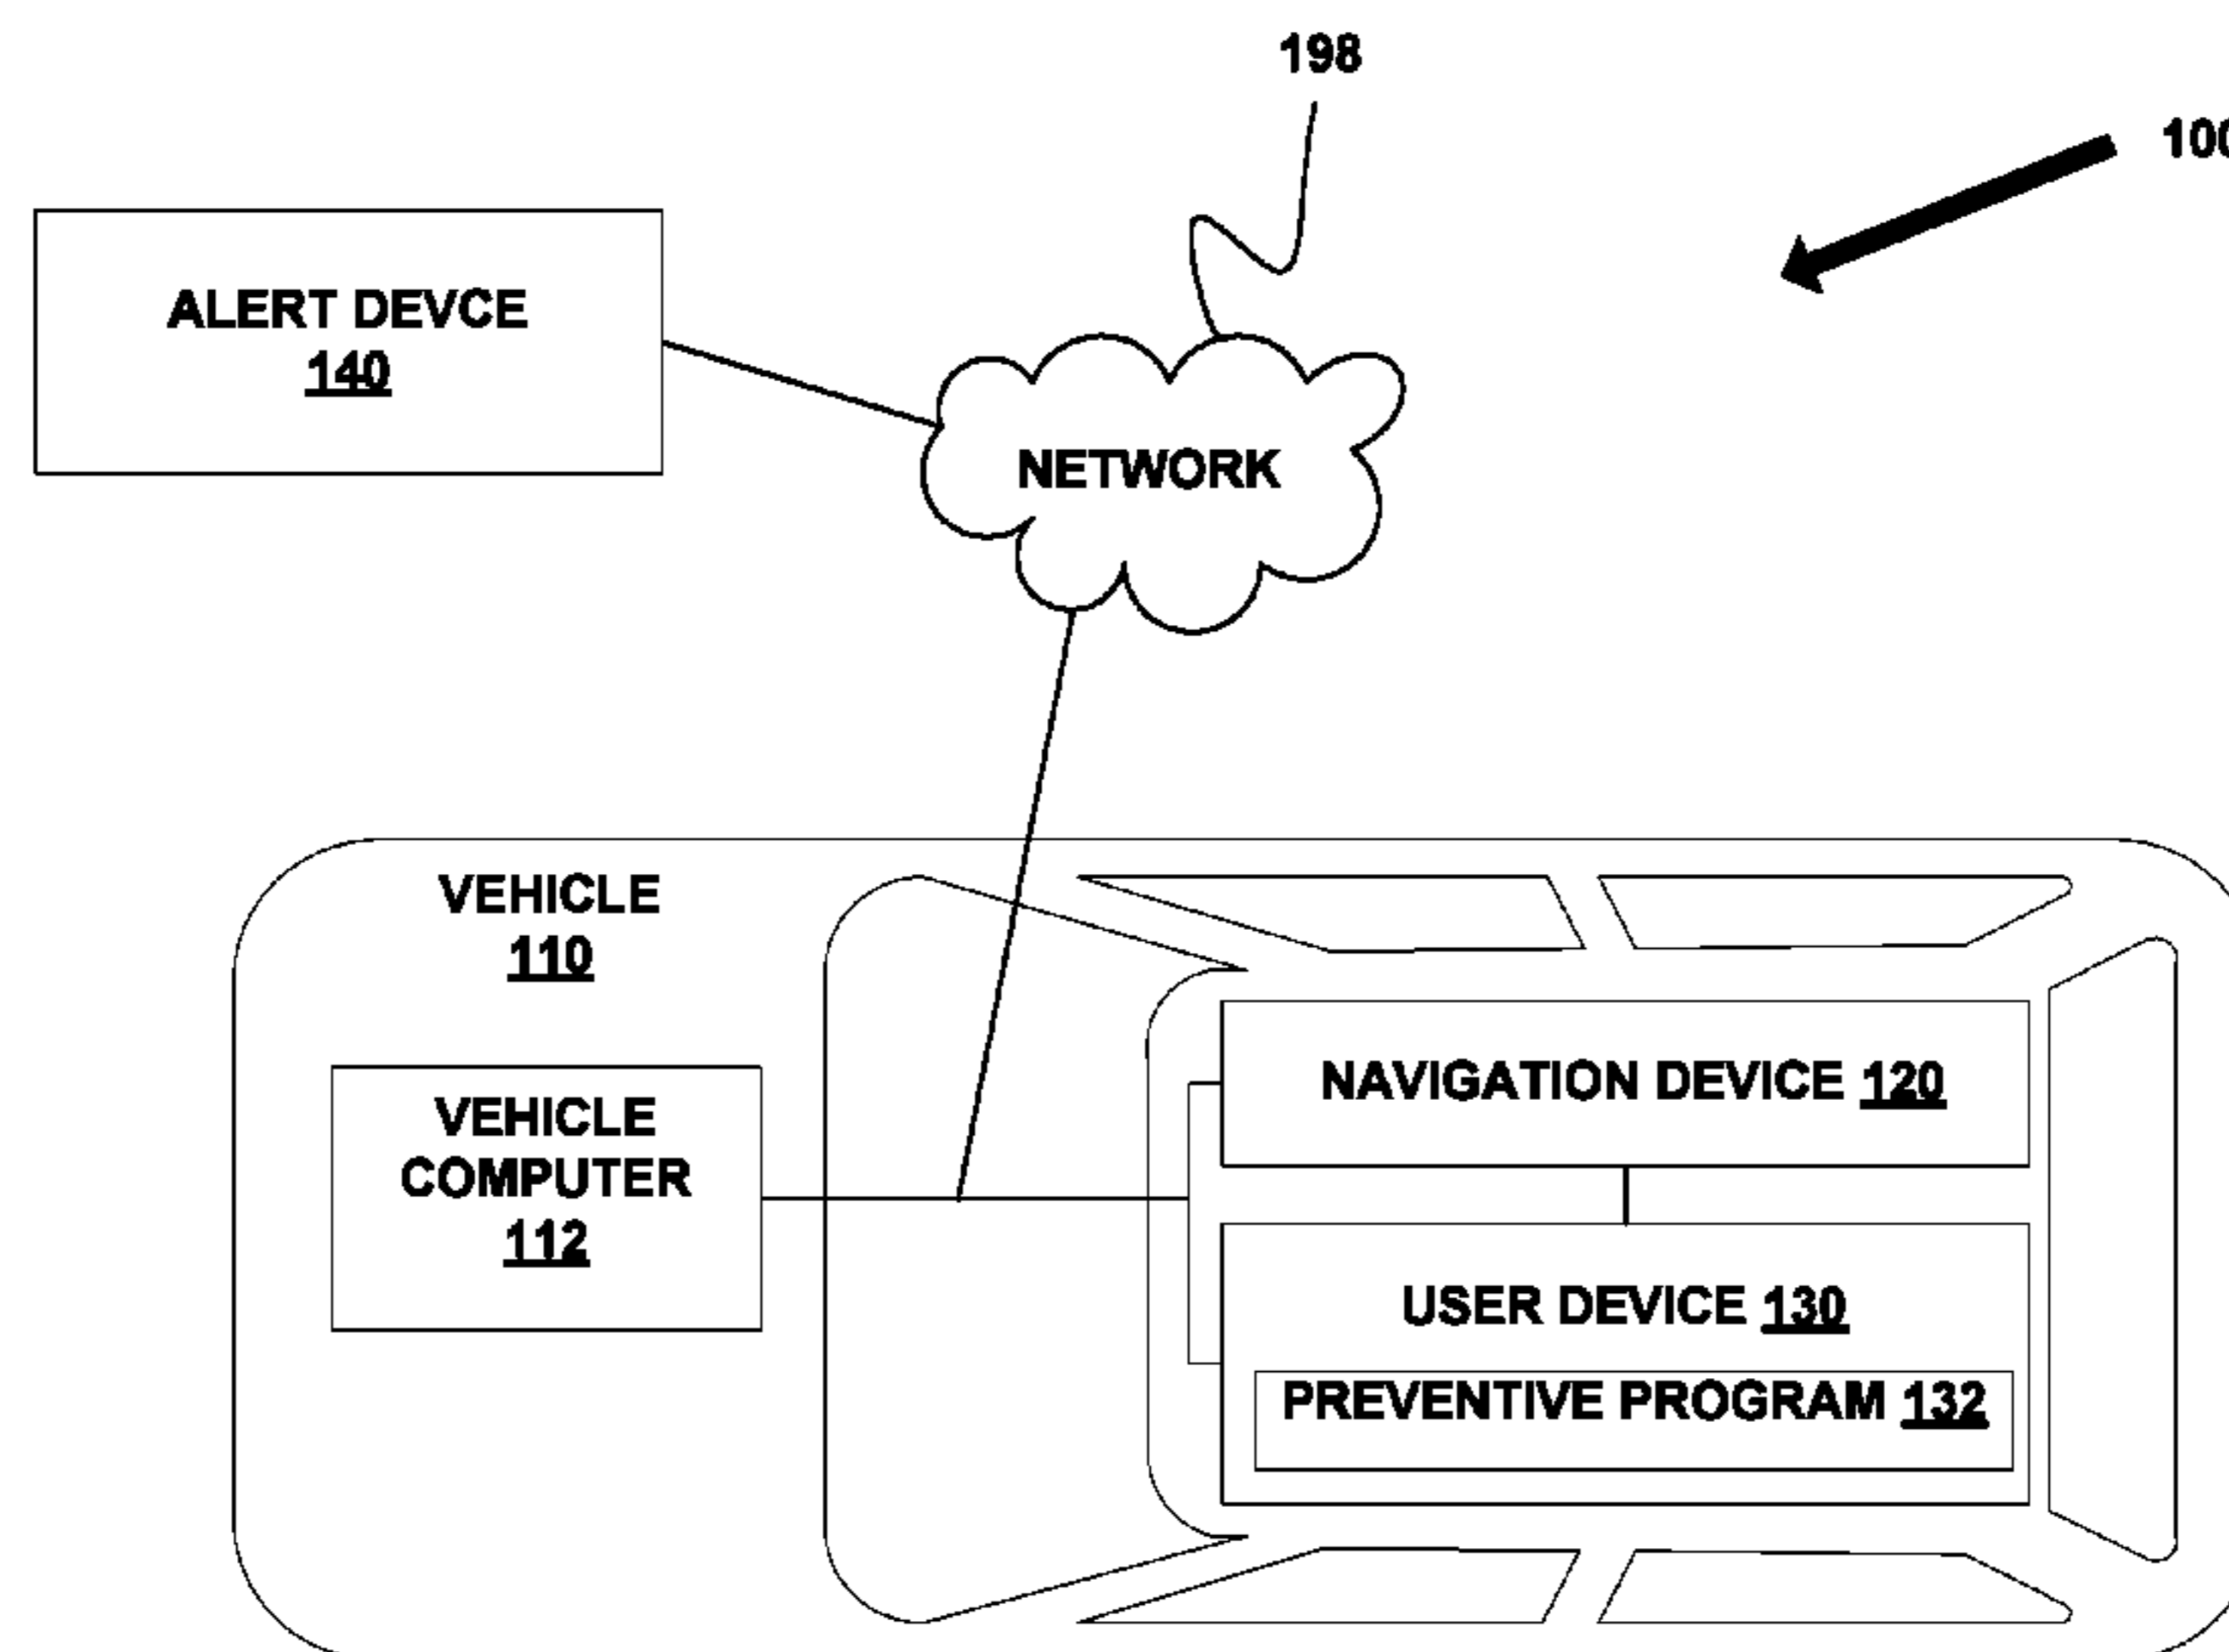 198
100
ALERT DEVCE
140
NETWORK
VEHICLE
110
VEHICLE
COMPUTER
112
NAVIGATION DEVICE 120
USER DEVICE 130
PREVENTIVE PROGRAM 132